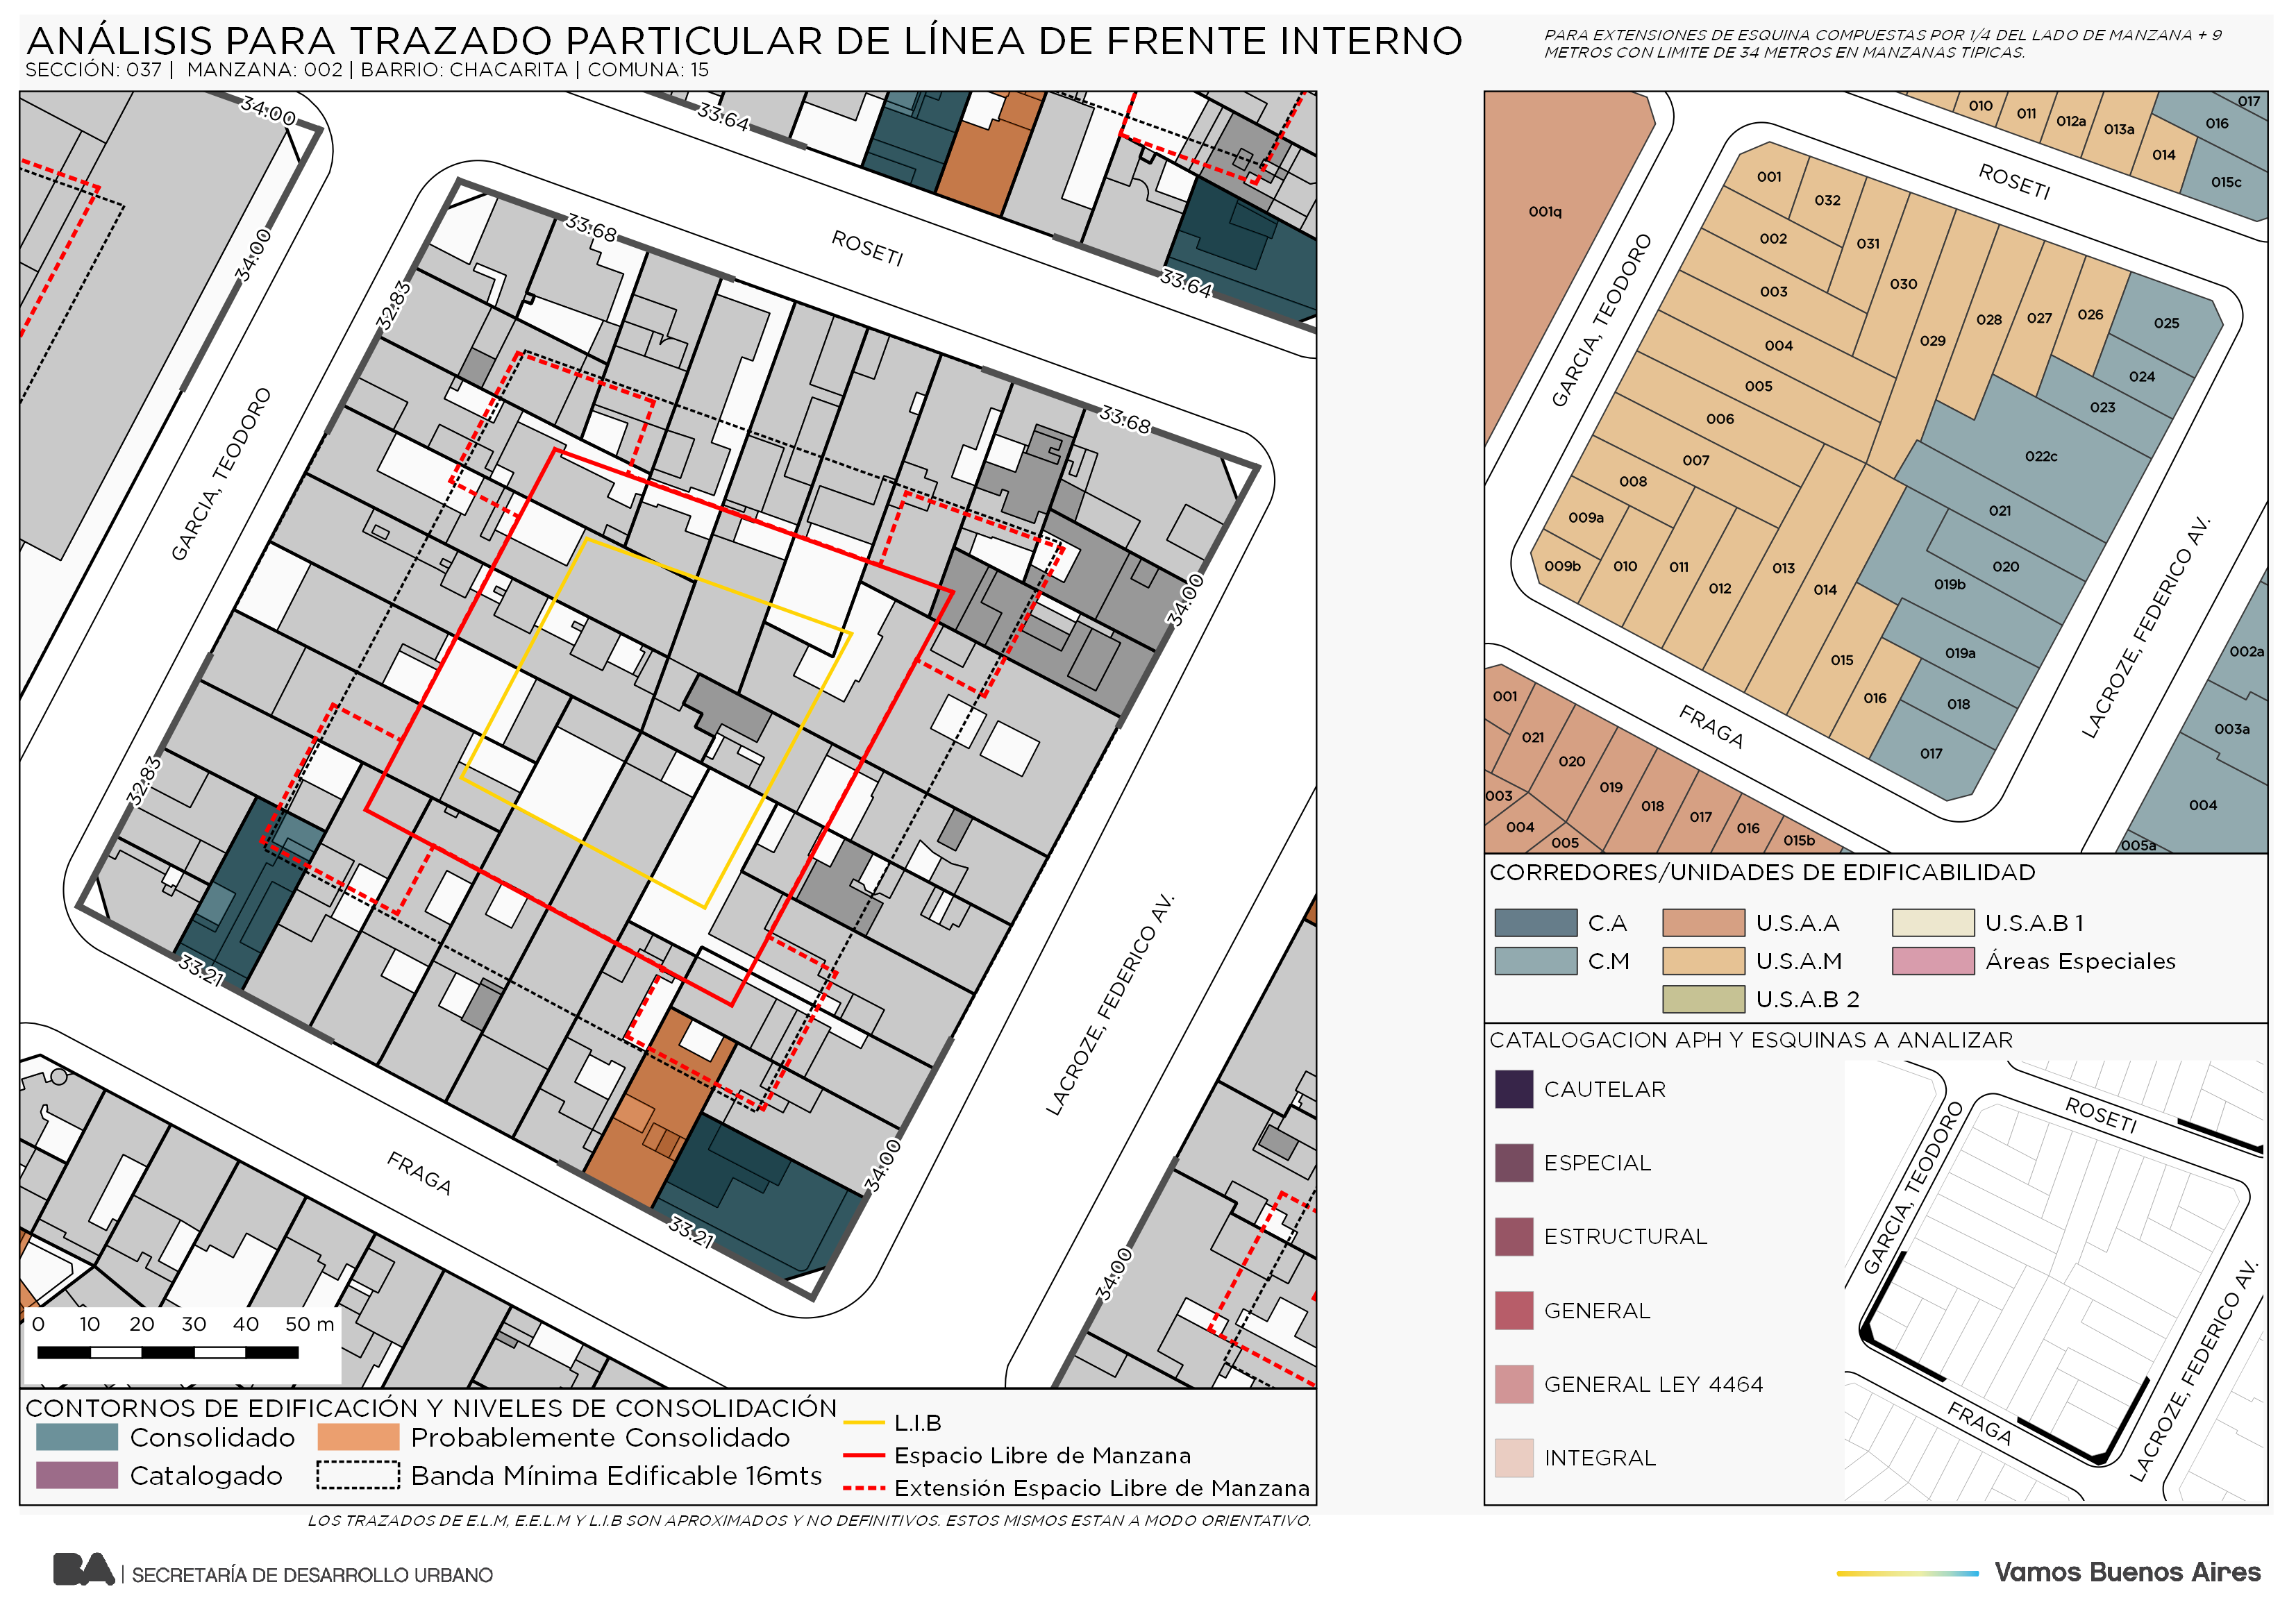 ANÁLISIS PARA TRAZADO PARTICULAR DE LÍNEA DE FRENTE INTERNO
SECCIÓN: 037 | MANZANA: 002 | BARRIO: CHACARITA | COMUNA: 15
PARA EXTENSIONES DE ESQUINA COMPUESTAS POR 1/4 DEL LADO DE MANZANA + 9
METROS CON LIMITE DE 34 METROS EN MANZANAS TIPICAS.
34:00
33.64
34:00
33.68
ROSETI
33.64
32.83
GARCIA, TEODORO
33.68
34:00
32.83
33.21
LACROZE, FEDERICO AV.
FRAGA
34:00
33.21
34:00
0 10 20 30 40 50 m
CONTORNOS DE EDIFICACIÓN Y NIVELES DE CONSOLIDACIÓN
Consolidado
Probablemente Consolidado
Catalogado
Banda Mínima Edificable 16mts
L.I.B
Espacio Libre de Manzana
Extensión Espacio Libre de Manzana
LOS TRAZADOS DE E.L.M, E.E.L.M Y L.I.B SON APROXIMADOS Y NO DEFINITIVOS. ESTOS MISMOS ESTAN A MODO ORIENTATIVO.
010
011
012a
013a
014
017
016
015c
001q
ROSETI
GARCIA, TEODORO
001
032
002
031
003
030
004
029
028
027
026
025
024
023
005
006
022c
007
008
021
009a
020
009b
010
011
012
013
014
019b
019a
015
016
018
017
LACROZE, FEDERICO AV.
FRAGA
001
021
020
019
018
017
016
015b
003
004
005
002a
003a
004
005a
CORREDORES/UNIDADES DE EDIFICABILIDAD
C.A
U.S.A.A
U.S.A.B 1
C.M
U.S.A.M
Áreas Especiales
U.S.A.B 2
CATALOGACION APH Y ESQUINAS A ANALIZAR
CAUTELAR
ESPECIAL
ESTRUCTURAL
GENERAL
GENERAL LEY 4464
INTEGRAL
ROSETI
GARCIA, TEODORO
FRAGA
LACROZE, FEDERICO AV.
BA | SECRETARÍA DE DESARROLLO URBANO
Vamos Buenos Aires